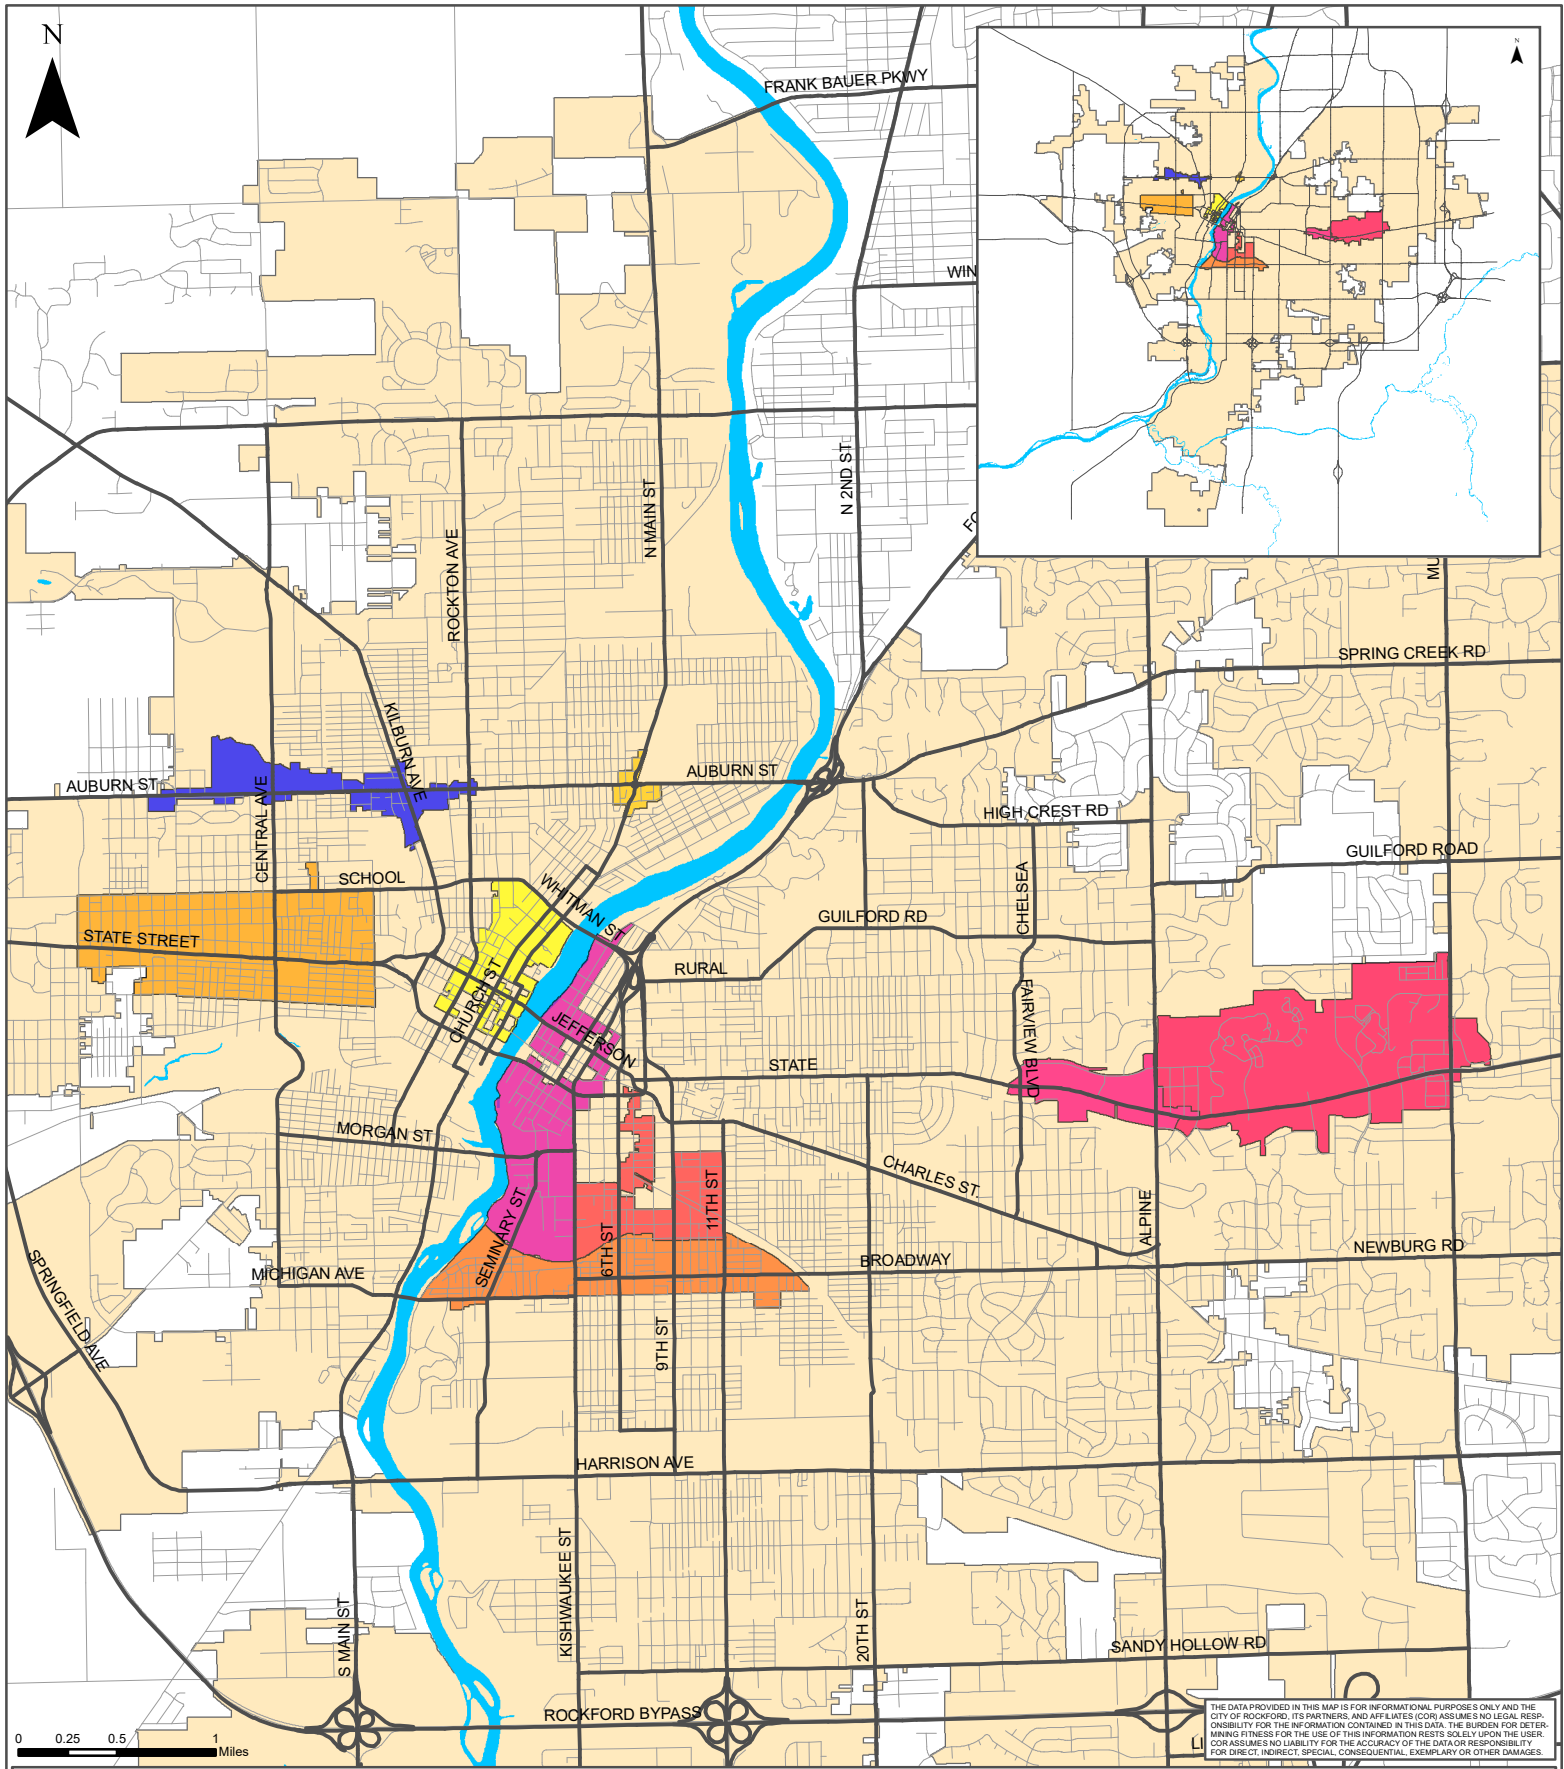 N
FRANK BAUER PKWY
N
WIN
N 2ND ST
N MAIN ST
FO
ROCKTON AVE
MU
SPRING CREEK RD
KILBURN AVE
AUBURN ST
AUBURN ST
CENTRAL AVE
HIGH CREST RD
GUILFORD ROAD
SCHOOL
WHITMAN ST
CHELSEA
GUILFORD RD
STATE STREET
RURAL
CHURCH ST
JEFFERSON
FAIRVIEW BLVD
STATE
MORGAN ST
CHARLES ST.
11TH ST
ALPINE
SEMINARY ST
6TH ST
BROADWAY
NEWBURG RD
MICHIGAN AVE
SPRINGFIELD AVE
9TH ST
HARRISON AVE
KISHWAUKEE ST
S MAIN ST
20TH ST
SANDY HOLLOW RD
ROCKFORD BYPASS
LI
0 0.25 0.5 1
Miles
THE DATA PROVIDED IN THIS MAP IS FOR INFORMATIONAL PURPOSES ONLY AND THE
CITY OF ROCKFORD, ITS PARTNERS, AND AFFILIATES (COR) ASSUMES NO LEGAL RESP-
ONSIBILITY FOR THE INFORMATION CONTAINED IN THIS DATA. THE BURDEN FOR DETER-
MINING FITNESS FOR THE USE OF THIS INFORMATION RESTS SOLELY UPON THE USER.
COR ASSUMES NO LIABILITY FOR THE ACCURACY OF THE DATA OR RESPONSIBILITY
FOR DIRECT, INDIRECT, SPECIAL, CONSEQUENTIAL, EXEMPLARY OR OTHER DAMAGES.